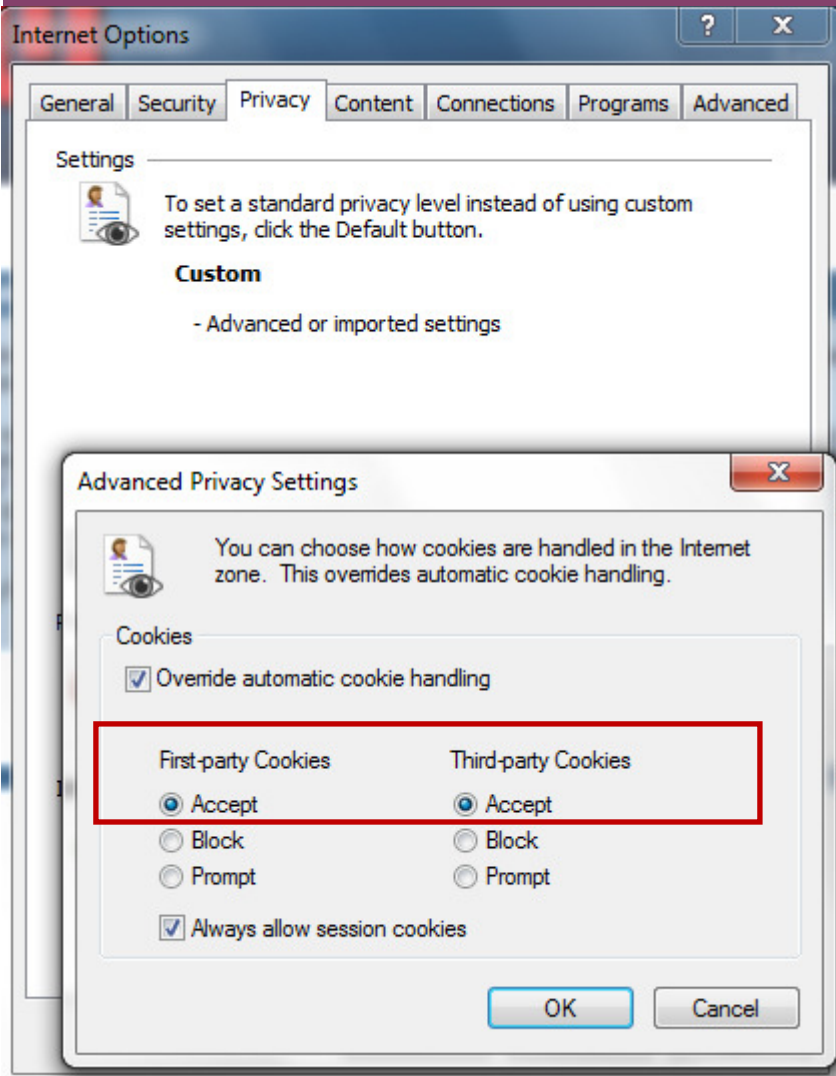 Internet Options
?
X
General Security Privacy Content Connections Programs Advanced
Settings
To set a standard privacy level instead of using custom
settings, click the Default button.
Custom
- Advanced or imported settings
Advanced Privacy Settings
X
You can choose how cookies are handled in the Internet
zone. This overrides automatic cookie handling.
Cookies
Override automatic cookie handling
First-party Cookies Third-party Cookies
Accept Accept
Block Block
Prompt Prompt
Always allow session cookies
OK Cancel